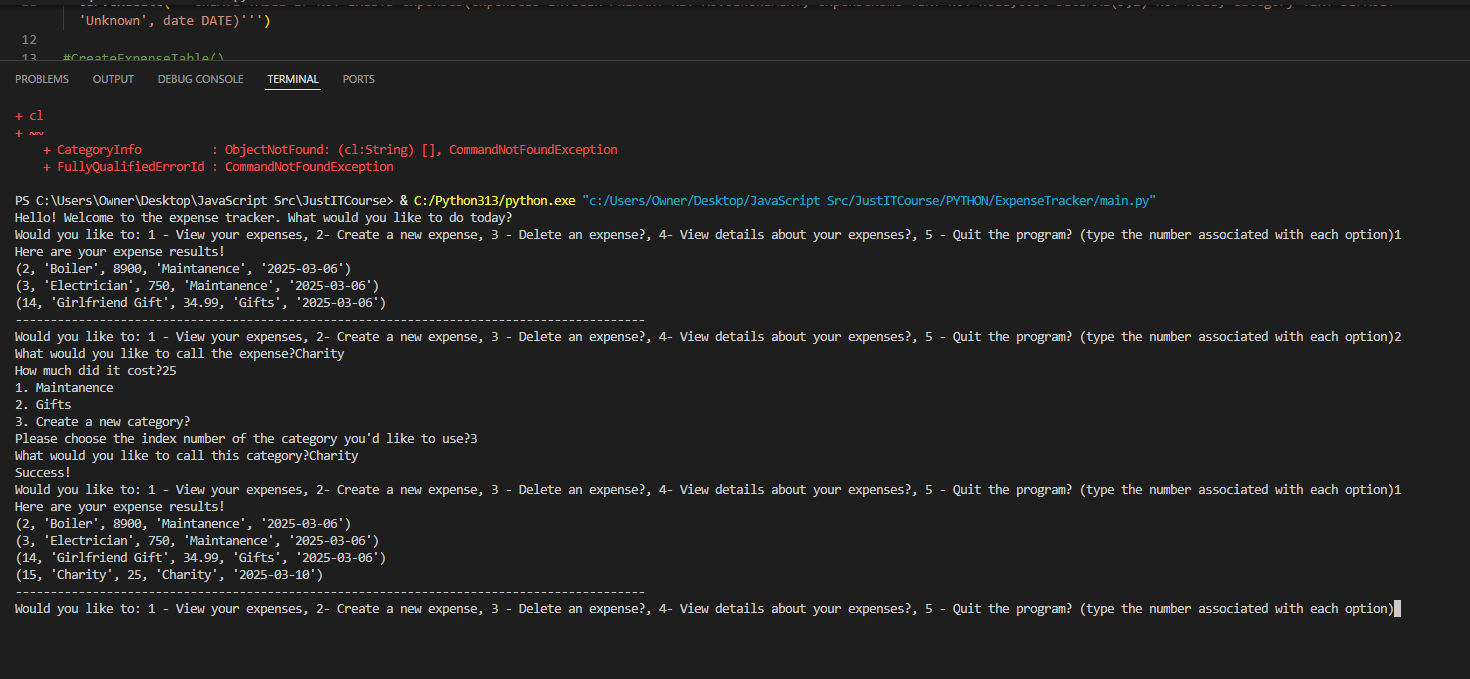 'Unknown', date DATE)''')
12
13 #CreateExpenseTable()
PROBLEMS OUTPUT DEBUG CONSOLE TERMINAL PORTS
+ cl
+ ~~
+ CategoryInfo : ObjectNotFound: (cl:String) [], CommandNotFoundException
+ FullyQualifiedErrorId : CommandNotFoundException
PS C:\Users\Owner\Desktop\JavaScript Src\JustITCourse> & C:/Python313/python.exe "c:/Users/Owner/Desktop/JavaScript Src/JustITCourse/PYTHON/ExpenseTracker/main.py"
Hello! Welcome to the expense tracker. What would you like to do today?
Would you like to: 1 - View your expenses, 2- Create a new expense, 3 - Delete an expense?, 4- View details about your expenses?, 5 - Quit the program? (type the number associated with each option)1
Here are your expense results!
(2, 'Boiler', 8900, 'Maintanence', '2025-03-06')
(3, 'Electrician', 750, 'Maintanence', '2025-03-06')
(14, 'Girlfriend Gift', 34.99, 'Gifts', '2025-03-06')
------------------------------------------------------------------------------------------
Would you like to: 1 - View your expenses, 2- Create a new expense, 3 - Delete an expense?, 4- View details about your expenses?, 5 - Quit the program? (type the number associated with each option)2
What would you like to call the expense?Charity
How much did it cost?25
1. Maintanence
2. Gifts
3. Create a new category?
Please choose the index number of the category you'd like to use?3
What would you like to call this category?Charity
Success!
Would you like to: 1 - View your expenses, 2- Create a new expense, 3 - Delete an expense?, 4- View details about your expenses?, 5 - Quit the program? (type the number associated with each option)1
Here are your expense results!
(2, 'Boiler', 8900, 'Maintanence', '2025-03-06')
(3, 'Electrician', 750, 'Maintanence', '2025-03-06')
(14, 'Girlfriend Gift', 34.99, 'Gifts', '2025-03-06')
(15, 'Charity', 25, 'Charity', '2025-03-10')
------------------------------------------------------------------------------------------
Would you like to: 1 - View your expenses, 2- Create a new expense, 3 - Delete an expense?, 4- View details about your expenses?, 5 - Quit the program? (type the number associated with each option)